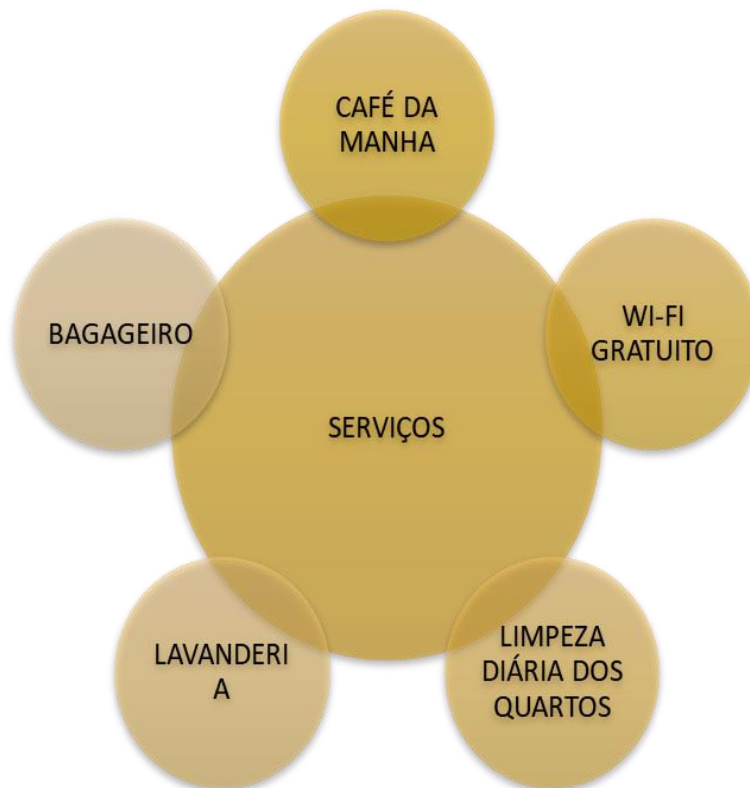 CAFÉ DA
MANHA
WI-FI
GRATUITO
BAGAGEIRO
SERVIÇOS
LIMPEZA
DIÁRIA DOS
QUARTOS
LAVANDERI
A